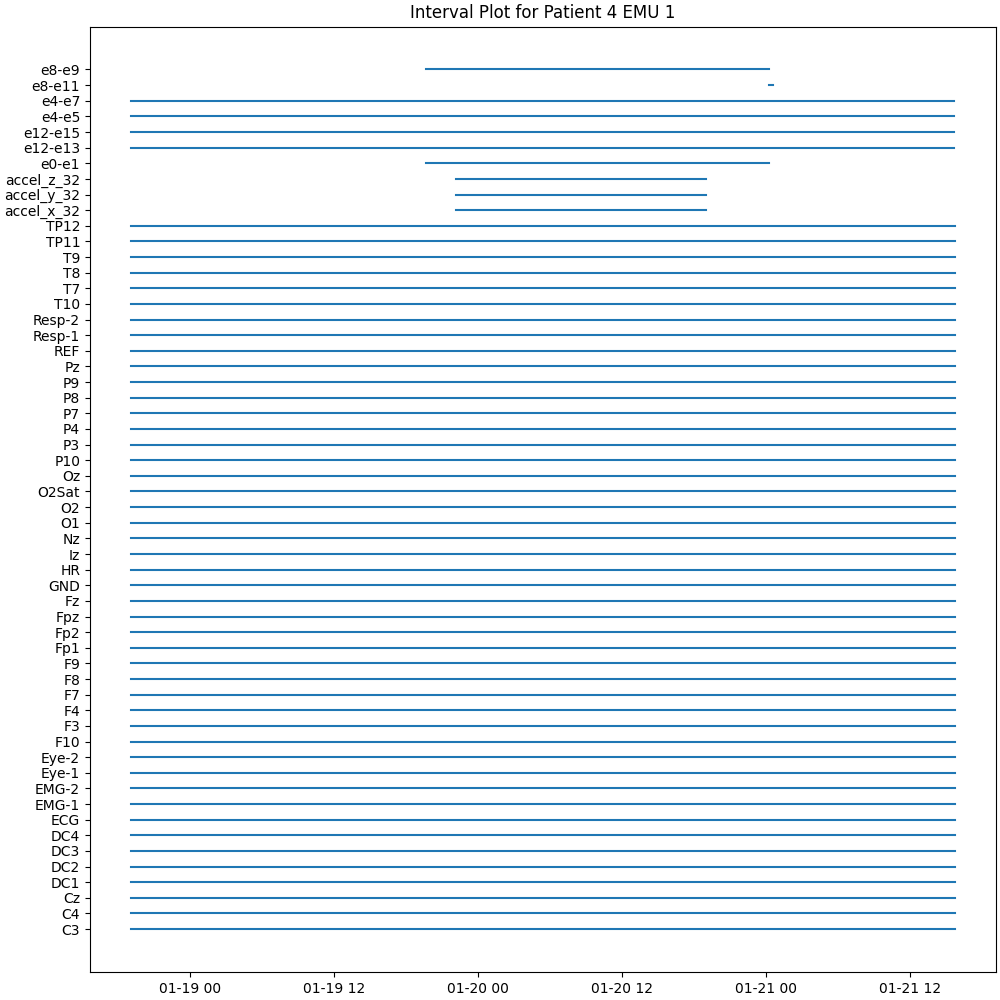 Interval Plot for Patient 4 EMU 1
e8-e9
e8-e11
e4-e7
e4-e5
e12-e15
e12-e13
e0-e1
accel_z_32
accel_y_32
accel_x_32
TP12
TP11
T9
T8
T7
T10
Resp-2
Resp-1
REF
Pz
P9
P8
P7
P4
P3
P10
Oz
O2Sat
O2
O1
Nz
Iz
HR
GND
Fz
Fpz
Fp2
Fp1
F9
F8
F7
F4
F3
F10
Eye-2
Eye-1
EMG-2
EMG-1
ECG
DC4
DC3
DC2
DC1
Cz
C4
C3
01-19 00 01-19 12 01-20 00 01-20 12 01-21 00 01-21 12